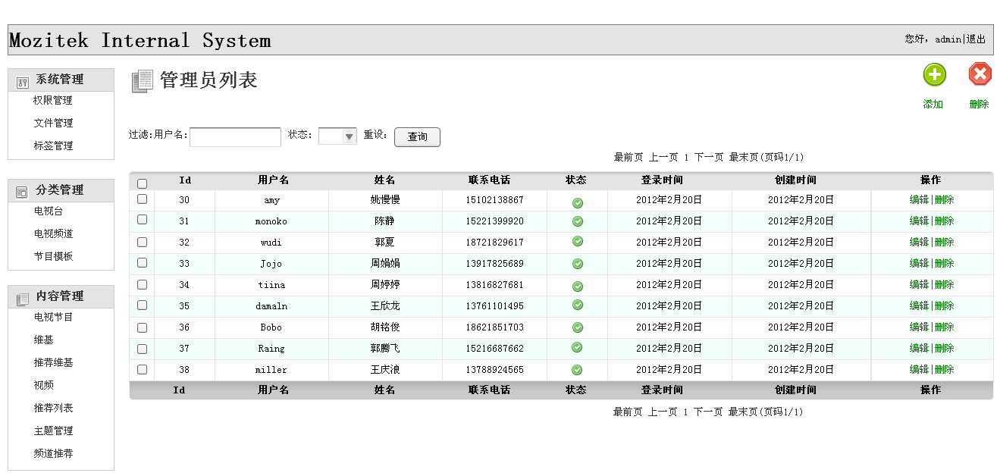 Mozitek Internal System
您好，admin|退出
系统管理
权限管理
文件管理
标签管理
分类管理
电视台
电视频道
节目模板
内容管理
电视节目
维基
推荐维基
视频
推荐列表
主题管理
频道推荐
管理员列表
添加 删除
过滤:用户名: 状态: 重设: 查询
最前页 上一页 1 下一页 最末页(页码1/1)
Id 用户名 姓名 联系电话 状态 登录时间 创建时间 操作
30 amy 姚慢慢 15102138867 2012年2月20日 2012年2月20日 编辑|删除
31 monoko 陈静 15221399920 2012年2月20日 2012年2月20日 编辑|删除
32 wudi 郭夏 18721829617 2012年2月20日 2012年2月20日 编辑|删除
33 Jojo 周娟娟 13917825689 2012年2月20日 2012年2月20日 编辑|删除
34 tiina 周婷婷 13816827681 2012年2月20日 2012年2月20日 编辑|删除
35 damaln 王欣龙 13761101495 2012年2月20日 2012年2月20日 编辑|删除
36 Bobo 胡铭俊 18621851703 2012年2月20日 2012年2月20日 编辑|删除
37 Raing 郭腾飞 15216687662 2012年2月20日 2012年2月20日 编辑|删除
38 miller 王庆浪 13788924565 2012年2月20日 2012年2月20日 编辑|删除
Id 用户名 姓名 联系电话 状态 登录时间 创建时间 操作
最前页 上一页 1 下一页 最末页(页码1/1)